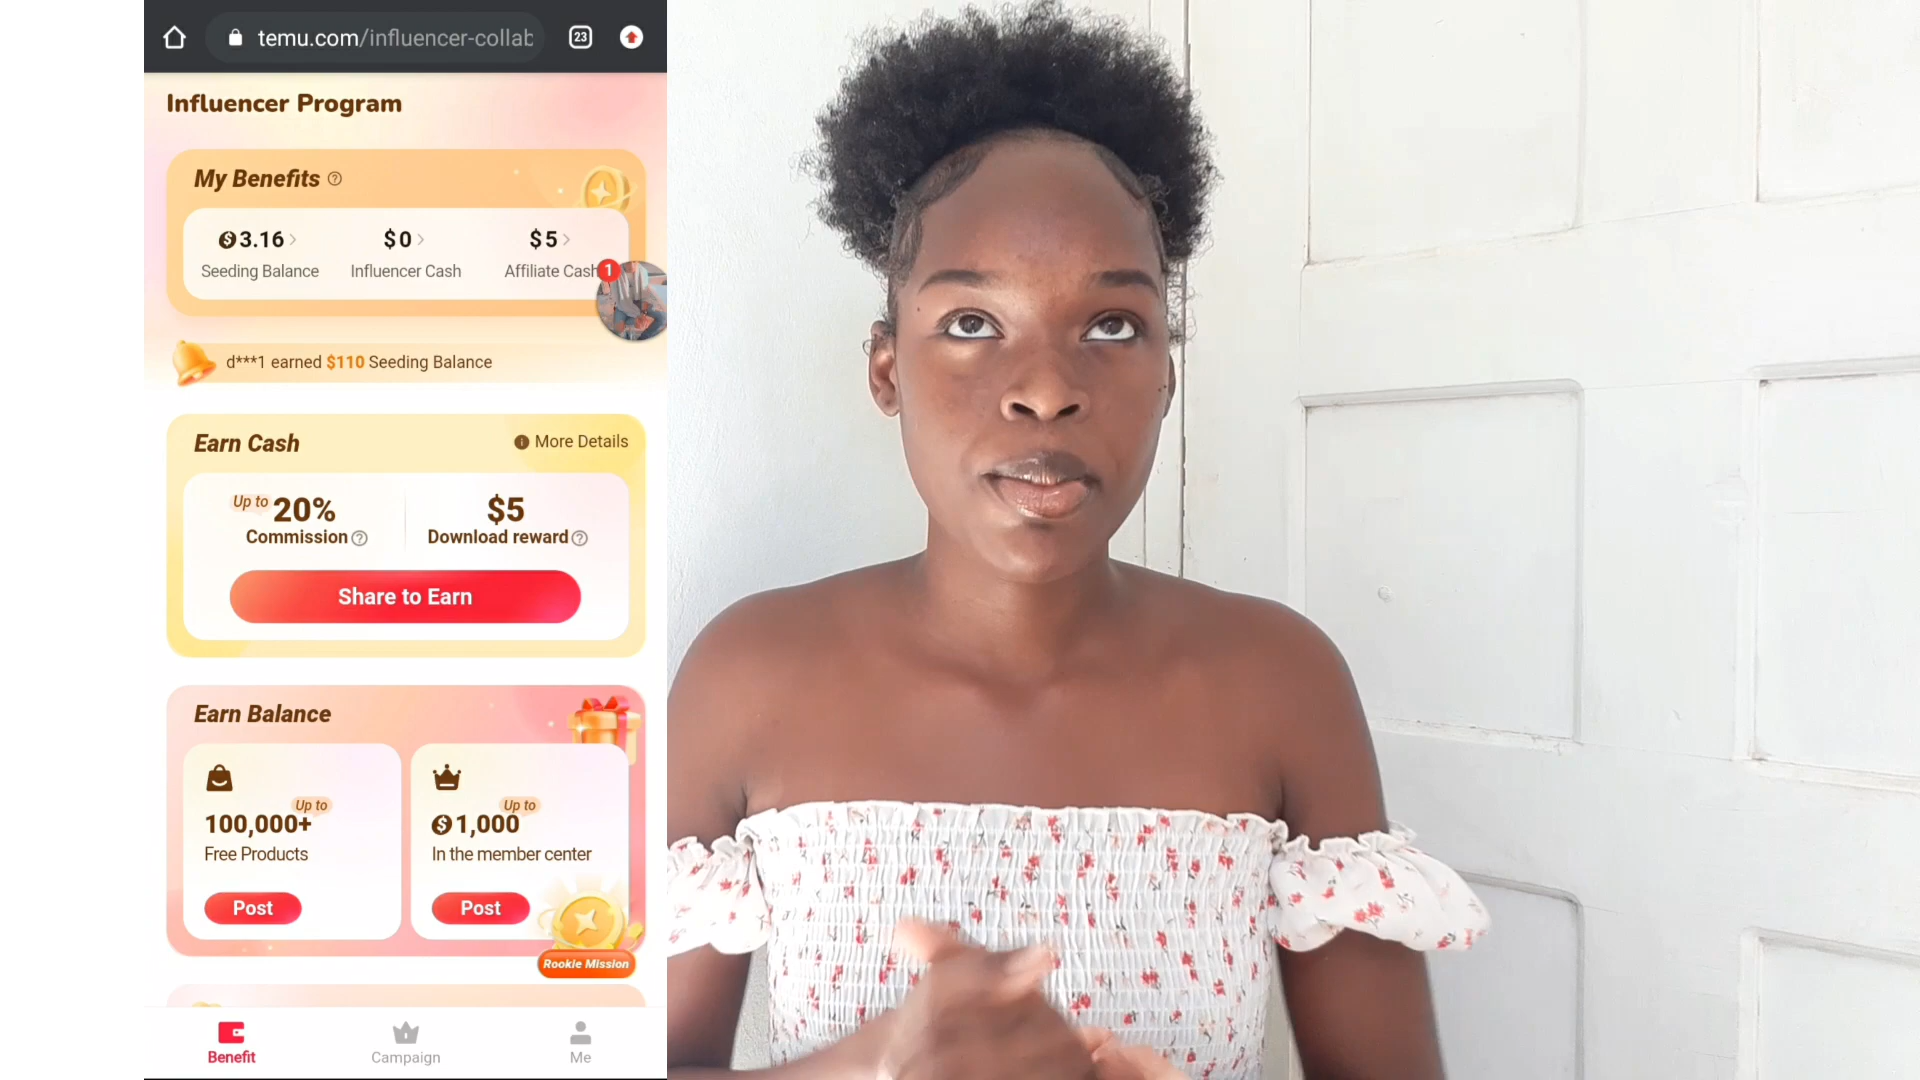 temu.com/influencer-collab
23
Influencer Program
My Benefits ?
$ 3.16 >
$0 >
$5 >
Seeding Balance
Influencer Cash
Affiliate Cash
1
d***1 earned $110 Seeding Balance
Earn Cash
More Details
Up to 20%
Commission ?
$5
Download reward ?
Share to Earn
Earn Balance
Up to
100,000+
Free Products
Post
Up to
$ 1,000
In the member center
Post
Rookie Mission
Benefit
Campaign
Me